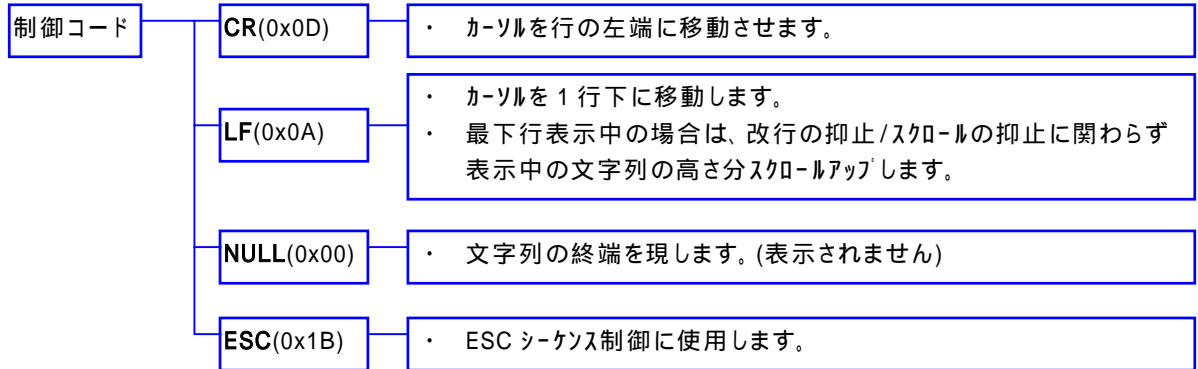 制御コード
CR(0x0D)
・ ｶｰｿﾙを行の左端に移動させます。
LF(0x0A)
・ ｶｰｿﾙを 1 行下に移動します。
・ 最下行表示中の場合は、改行の抑止/ｽｸﾛｰﾙの抑止に関わらず
表示中の文字列の高さ分ｽｸﾛｰﾙｱｯﾌﾟします。
NULL(0x00)
・ 文字列の終端を現します。(表示されません)
ESC(0x1B)
・ ESC ｼｰｹﾝｽ制御に使用します。